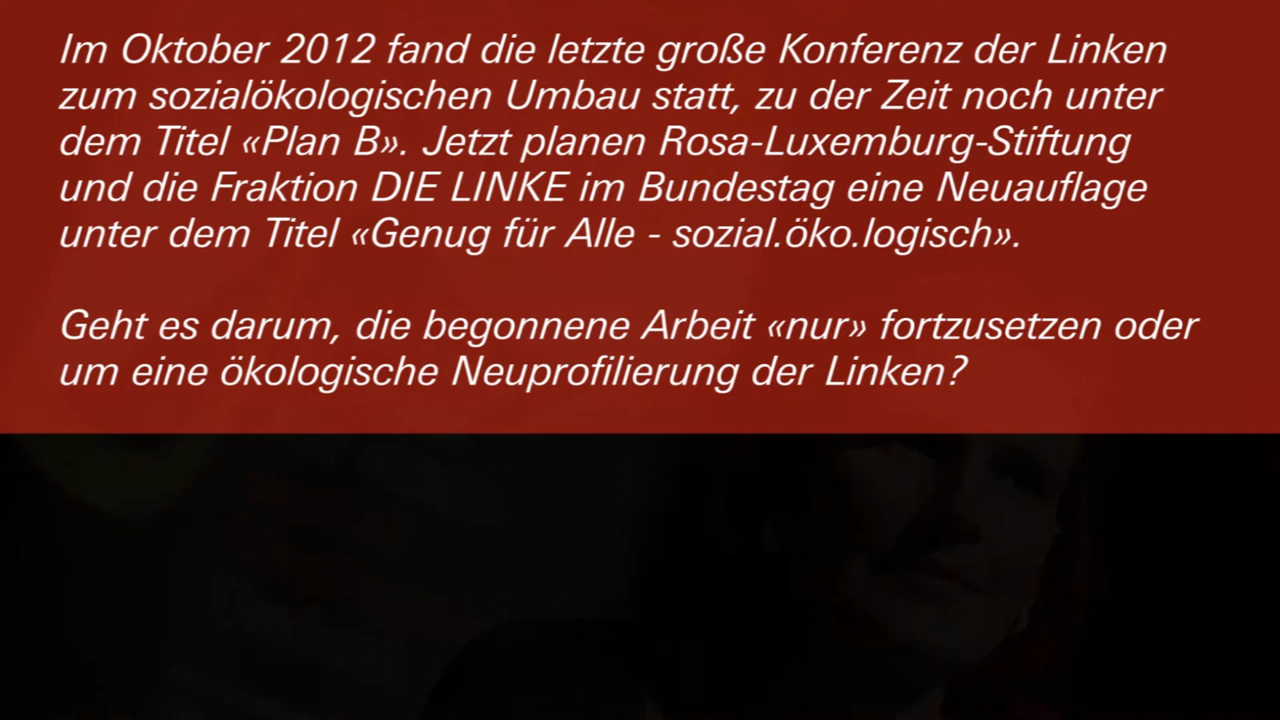 Im Oktober 2012 fand die letzte große Konferenz der Linken
zum sozialökologischen Umbau statt, zu der Zeit noch unter
dem Titel «Plan B». Jetzt planen Rosa-Luxemburg-Stiftung
und die Fraktion DIE LINKE im Bundestag eine Neuauflage
unter dem Titel «Genug für Alle - sozial.öko.logisch».
Geht es darum, die begonnene Arbeit «nur» fortzusetzen oder
um eine ökologische Neuprofilierung der Linken?